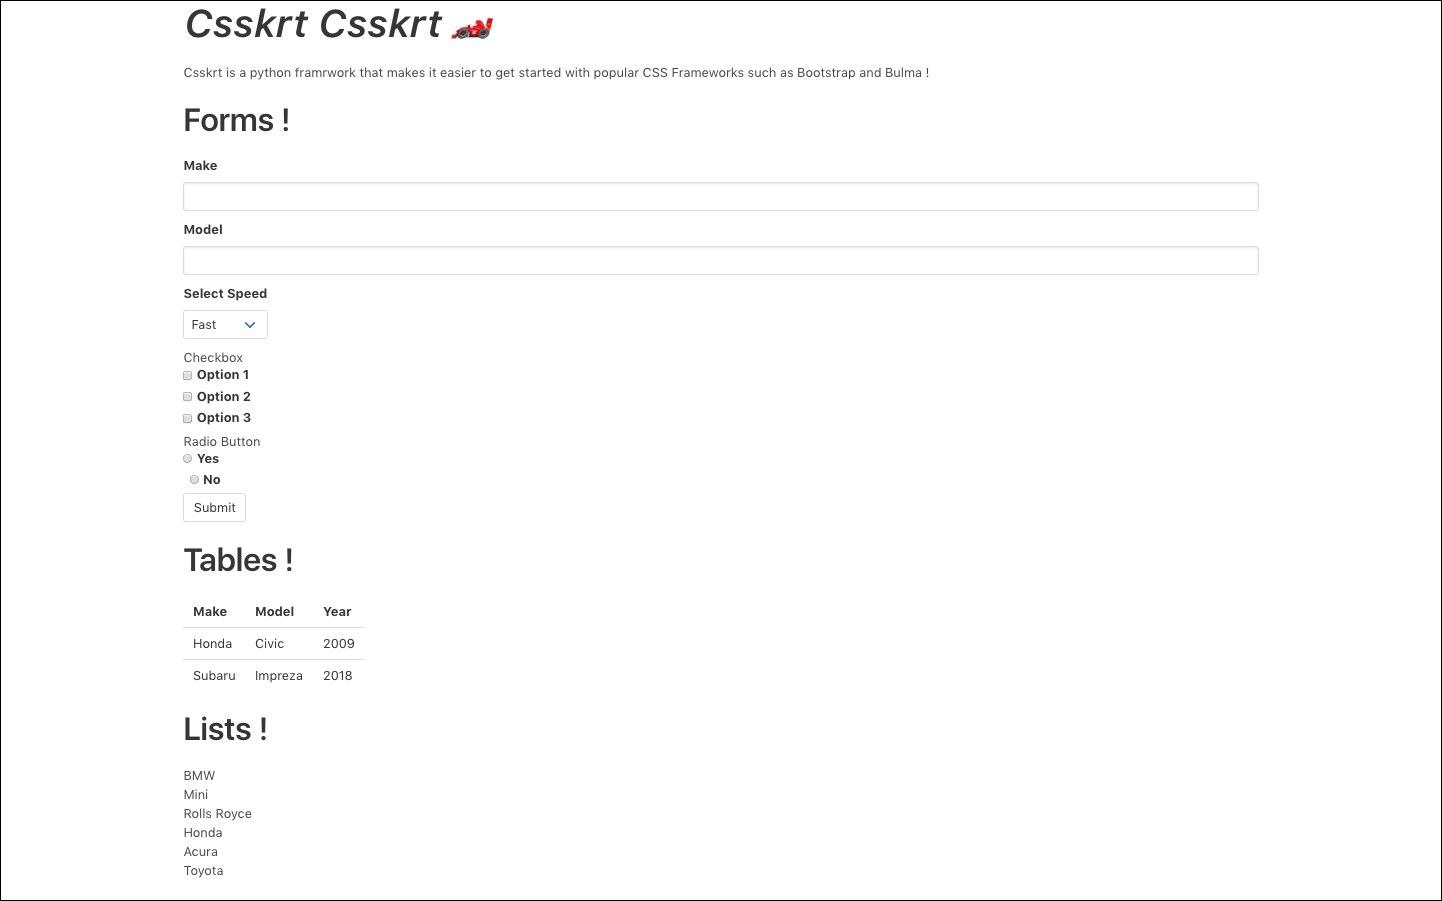 Csskrt Csskrt
Csskrt is a python framrwork that makes it easier to get started with popular CSS Frameworks such as Bootstrap and Bulma !
Forms !
Make
Model
Select Speed
Fast
Checkbox
Option 1
Option 2
Option 3
Radio Button
Yes
No
Submit
Tables !
Make Model Year
Honda Civic 2009
Subaru Impreza 2018
Lists !
BMW
Mini
Rolls Royce
Honda
Acura
Toyota